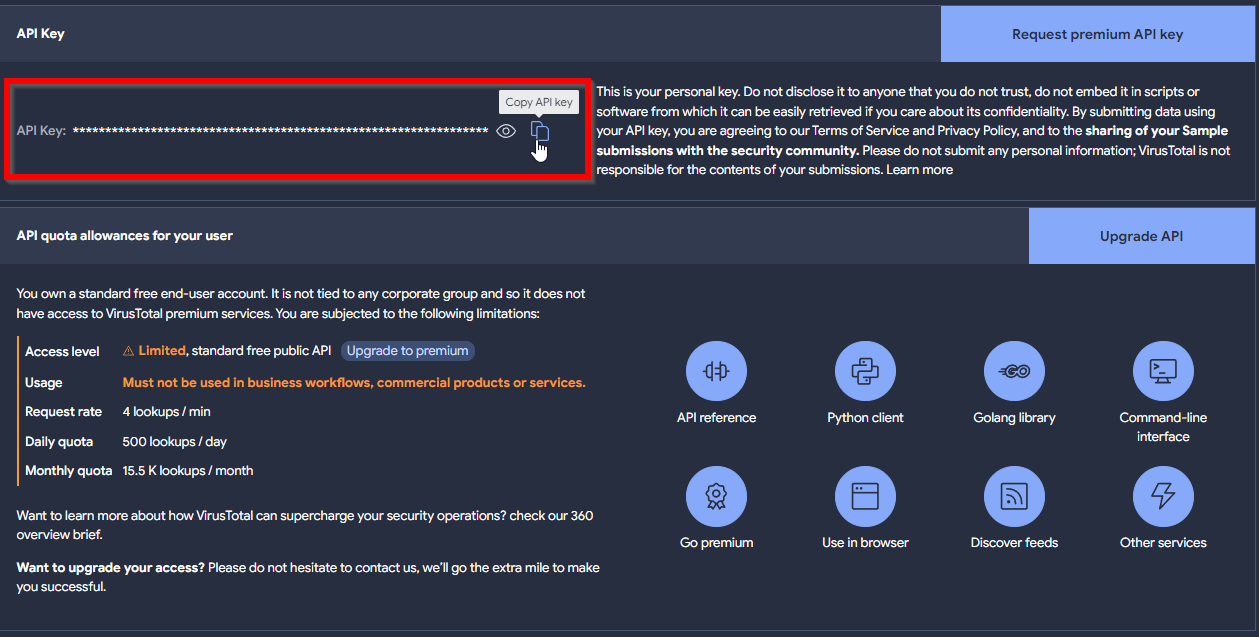 API Key
Request premium API key
Copy API key
API Key: ****************************************************************
This is your personal key. Do not disclose it to anyone that you do not trust, do not embed it in scripts or
software from which it can be easily retrieved if you care about its confidentiality. By submitting data using
your API key, you are agreeing to our Terms of Service and Privacy Policy, and to the sharing of your Sample
submissions with the security community. Please do not submit any personal information; VirusTotal is not
responsible for the contents of your submissions. Learn more
API quota allowances for your user
Upgrade API
You own a standard free end-user account. It is not tied to any corporate group and so it does not
have access to VirusTotal premium services. You are subjected to the following limitations:
Access level Limited, standard free public API Upgrade to premium
Usage Must not be used in business workflows, commercial products or services.
Request rate 4 lookups / min
Daily quota 500 lookups / day
Monthly quota 15.5 K lookups / month
Want to learn more about how VirusTotal can supercharge your security operations? check our 360
overview brief.
Want to upgrade your access? Please do not hesitate to contact us, we'll go the extra mile to make
you successful.
API reference
Python client
GO
Golang library
Command-line
interface
Go premium
Use in browser
Discover feeds
Other services